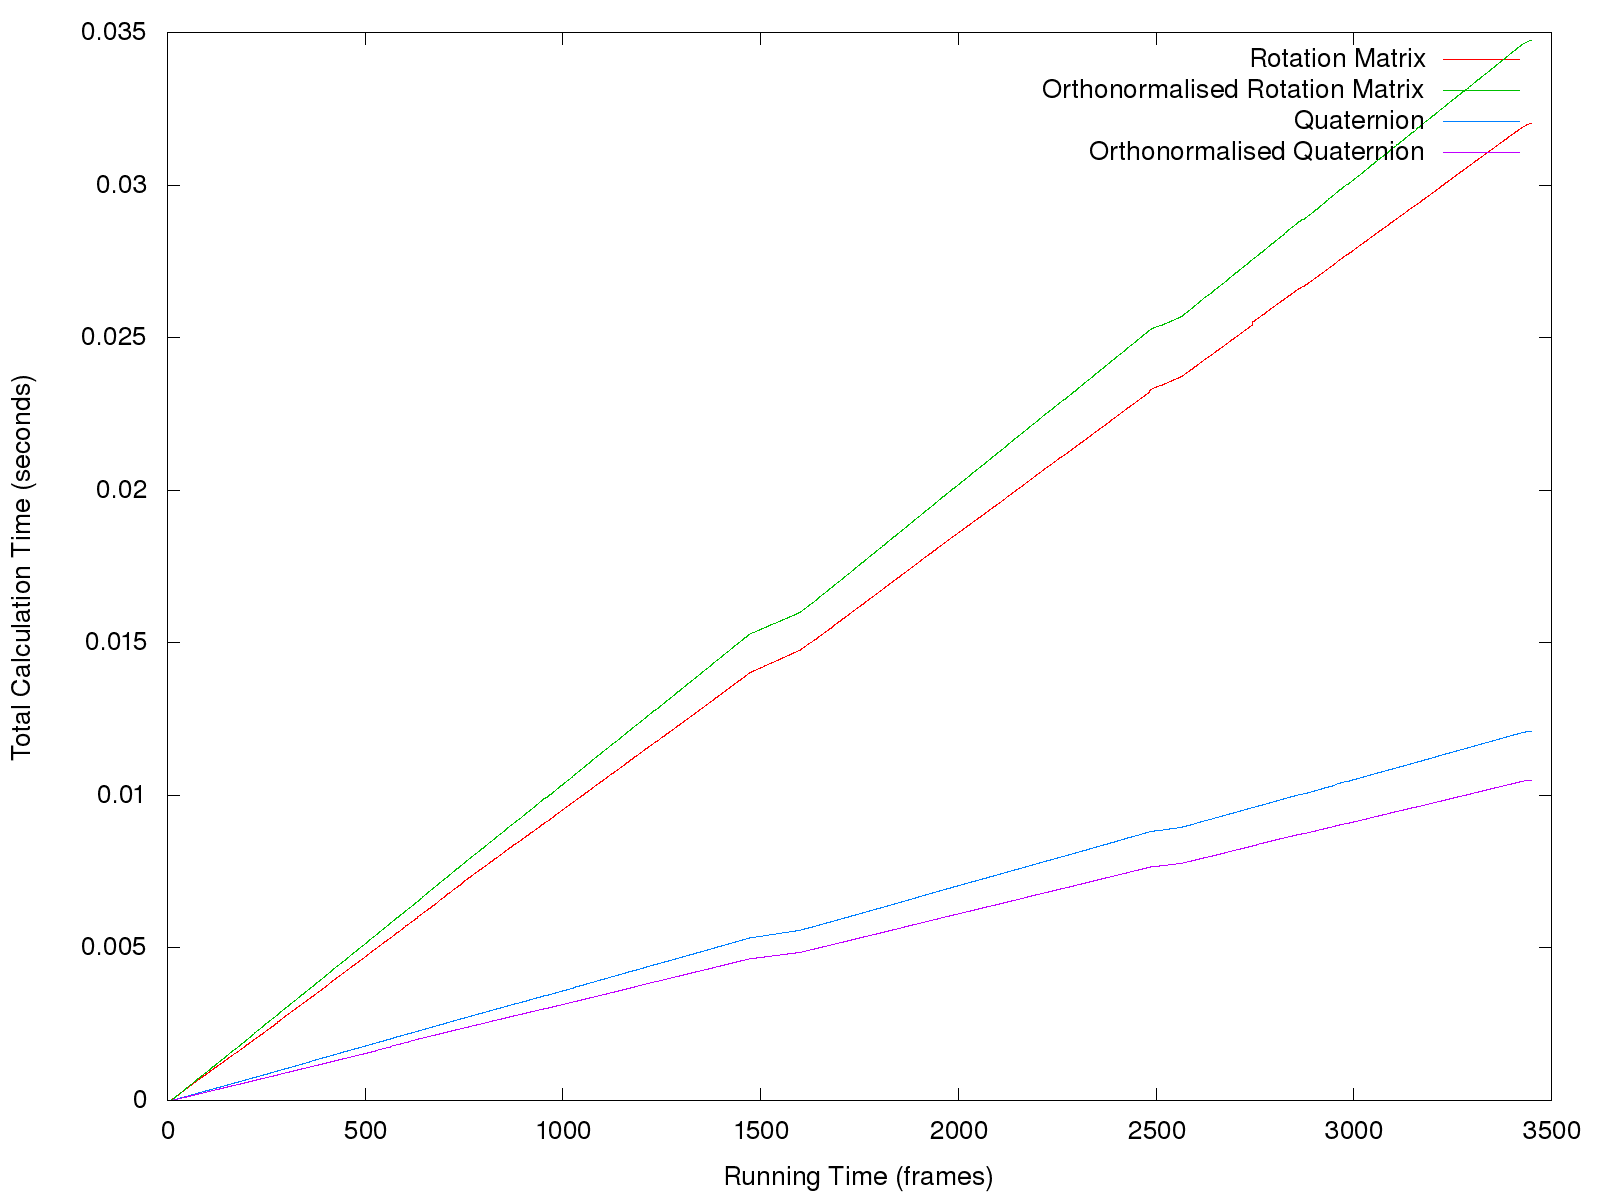 0.035
0.03
0.025
0.02
0.015
0.01
0.005
0
0
500
1000
1500
2000
2500
3000
3500
Total Calculation Time (seconds)
Running Time (frames)
Rotation Matrix
Orthonormalised Rotation Matrix
Quaternion
Orthonormalised Quaternion